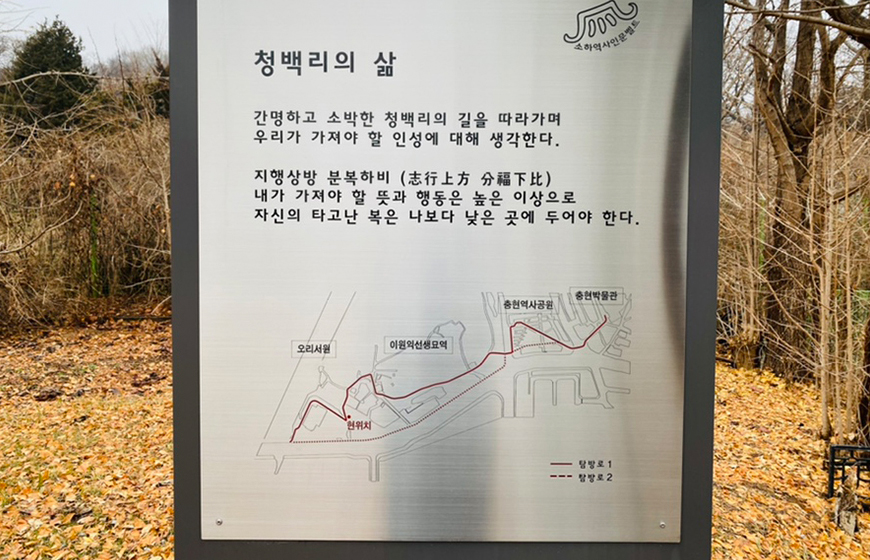 소하역사인문벨트
청백리의 삶
간명하고 소박한 청백리의 길을 따라가며
우리가 가져야 할 인성에 대해 생각한다.
지행상방 분복하비 (志行上方 分福下比)
내가 가져야 할 뜻과 행동은 높은 이상으로
자신의 타고난 복은 나보다 낮은 곳에 두어야 한다.
충현박물관
충현역사공원
이원익선생묘역
오리서원
현위치
탐방로 1
탐방로 2